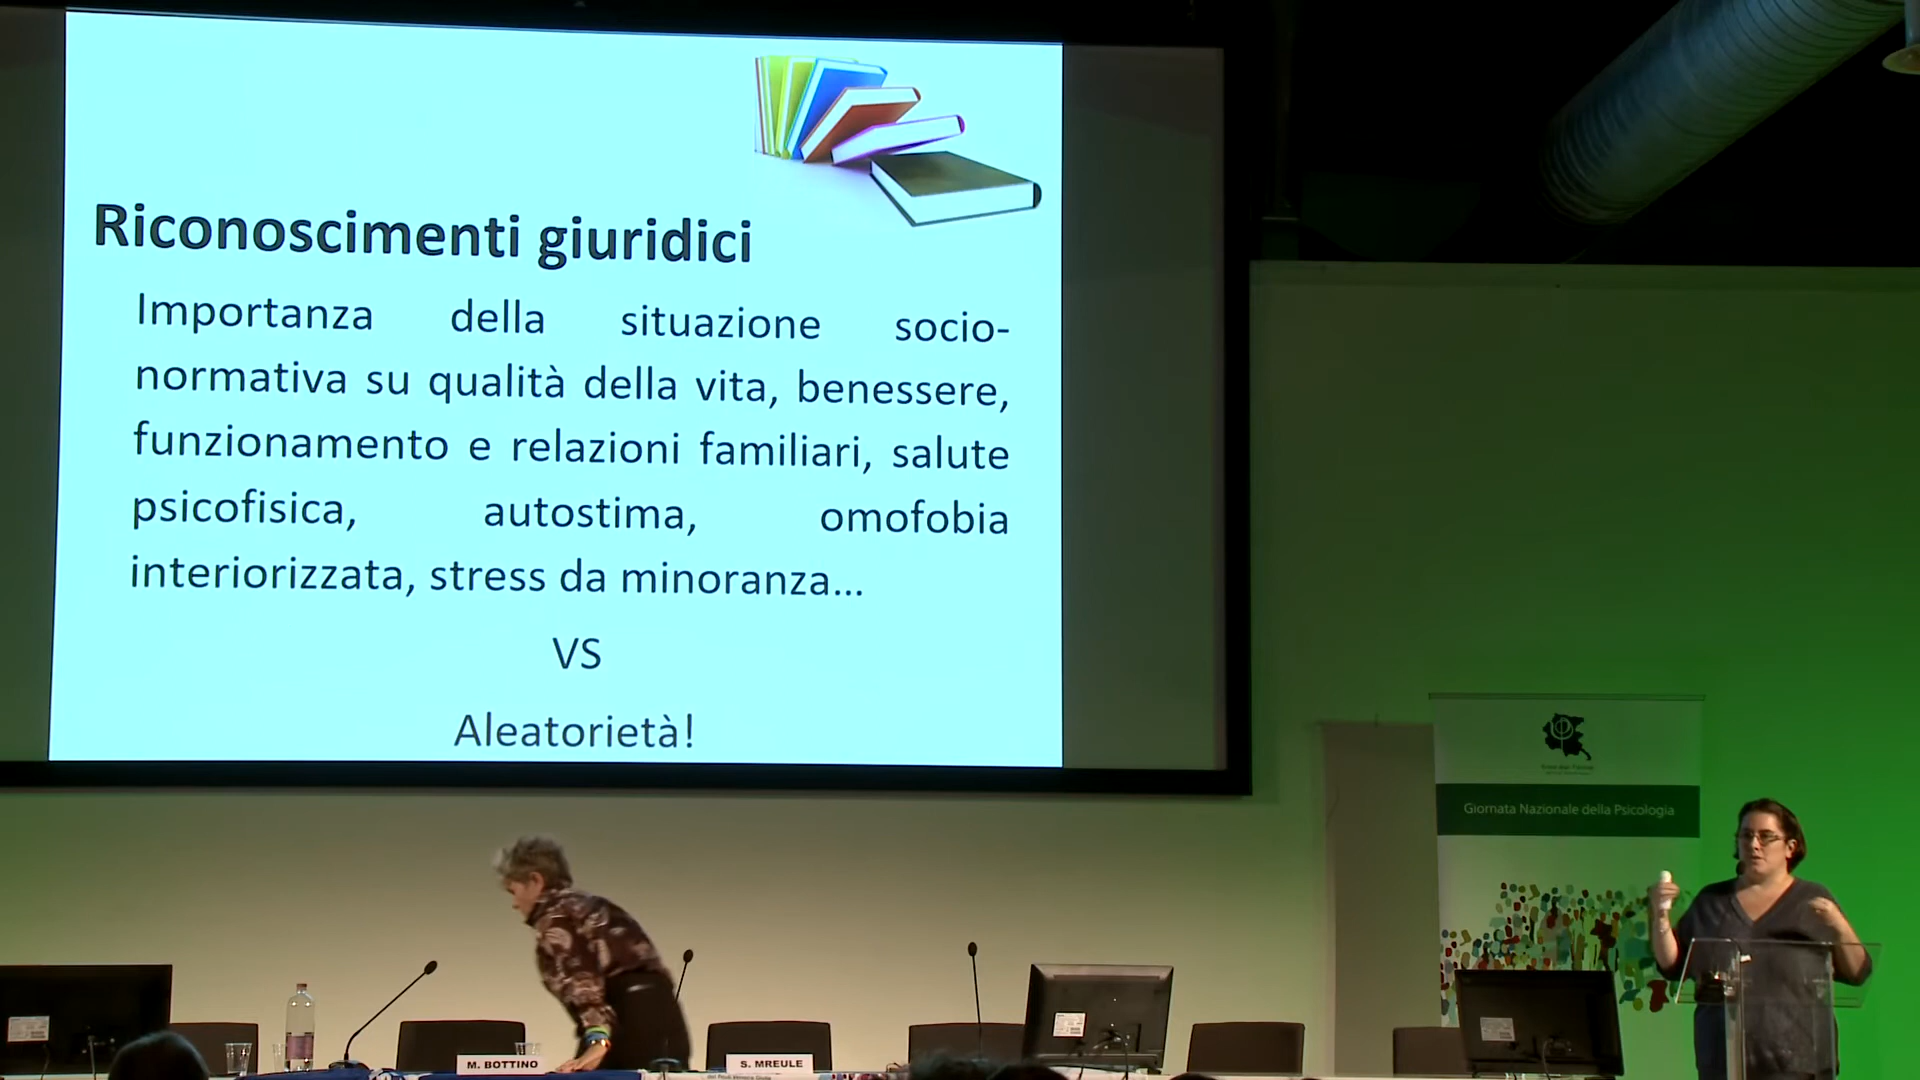 Riconoscimenti giuridici
Importanza della situazione socio-
normativa su qualità della vita, benessere,
funzionamento e relazioni familiari, salute
psicofisica, autostima, omofobia
interiorizzata, stress da minoranza...
VS
Aleatorietà!
Giornata Nazionale della Psicologia
M. BOTTINO
S. MREULE